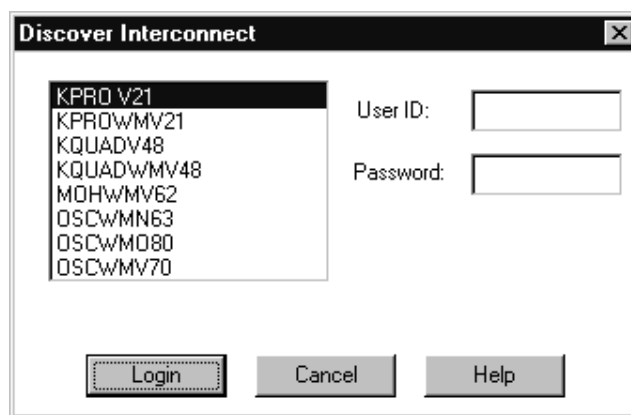 Discover Interconnect
KPRO V21
KPROWMV21
KQUADV48
KQUADWMV48
MOHWMV62
OSCWMN63
OSCWMO80
OSCWMV70
User ID:
Password:
Login
Cancel
Help